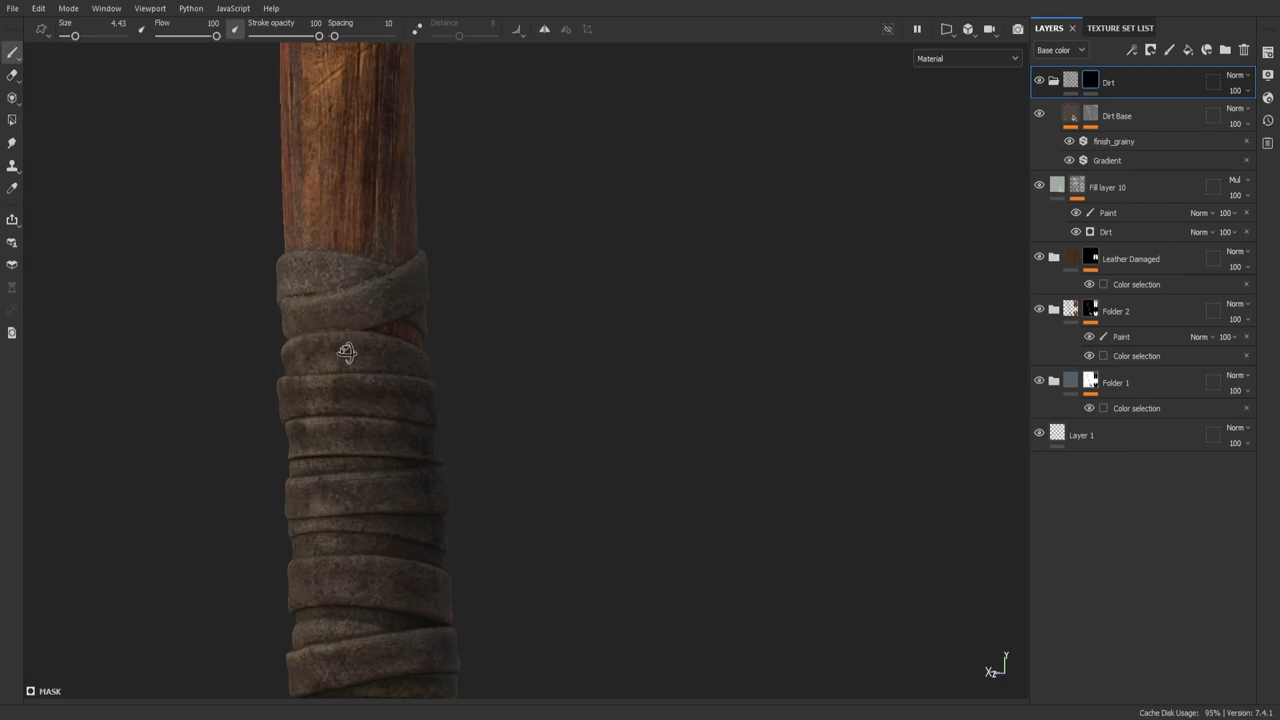 File Edit Mode Window Viewport Python JavaScript Help
Size 4.43 Flow 100 Stroke opacity 100 Spacing 10 Distance 8
LAYERS × TEXTURE SET LIST
Base color
Material
Dirt Norm 100
Dirt Base Norm 100
finish_grainy ×
Gradient ×
Fill layer 10 Mul 100
Paint Norm 100 ×
Dirt Norm 100 ×
Leather Damaged Norm 100
Color selection ×
Folder 2 Norm 100
Paint Norm 100 ×
Color selection ×
Folder 1 Norm 100
Color selection ×
Layer 1 Norm 100
Y
X Z
MASK
Cache Disk Usage: 95% | Version: 7.4.1